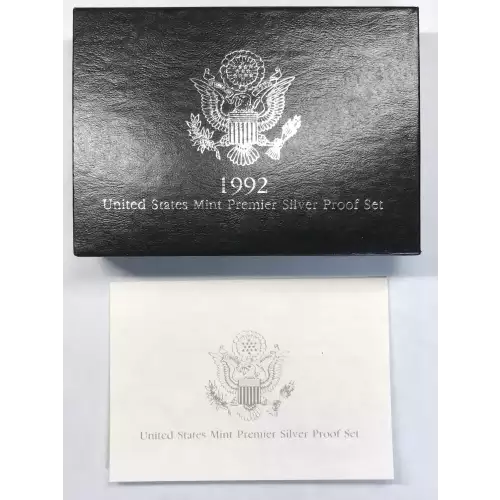 1992
United States Mint Premier Silver Proof Set
United States Mint Premier Silver Proof Set